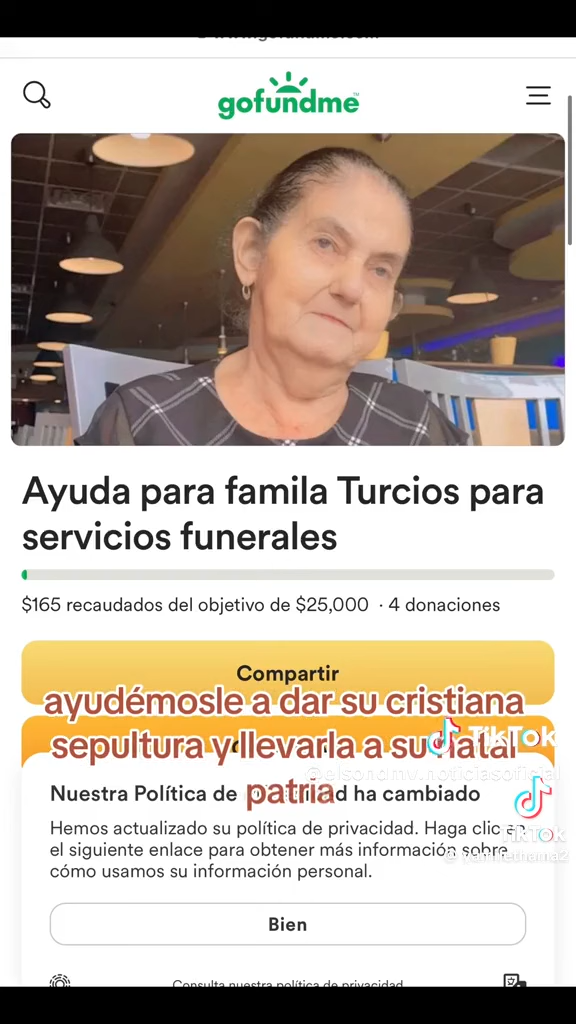 gofundme
Ayuda para famila Turcios para
servicios funerales
$165 recaudados del objetivo de $25,000 · 4 donaciones
Compartir
ayudémosle a dar su cristiana
sepultura y llevarla a su natal
patria
TikTok
@elsondmv.noticiasoficial
Nuestra Política de ha cambiado
Hemos actualizado su política de privacidad. Haga clic en
el siguiente enlace para obtener más información sobre
cómo usamos su información personal.
TikTok
Bien
Consulta nuestra política de privacidad